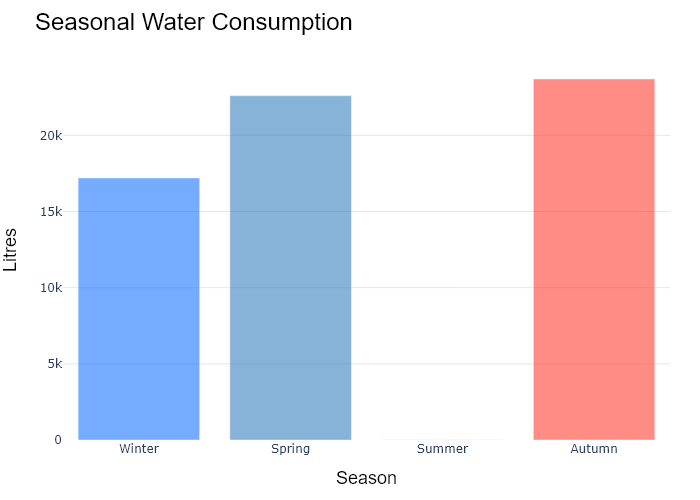 Seasonal Water Consumption
20k
15k
10k
5k
0
Litres
Winter Spring Summer Autumn
Season